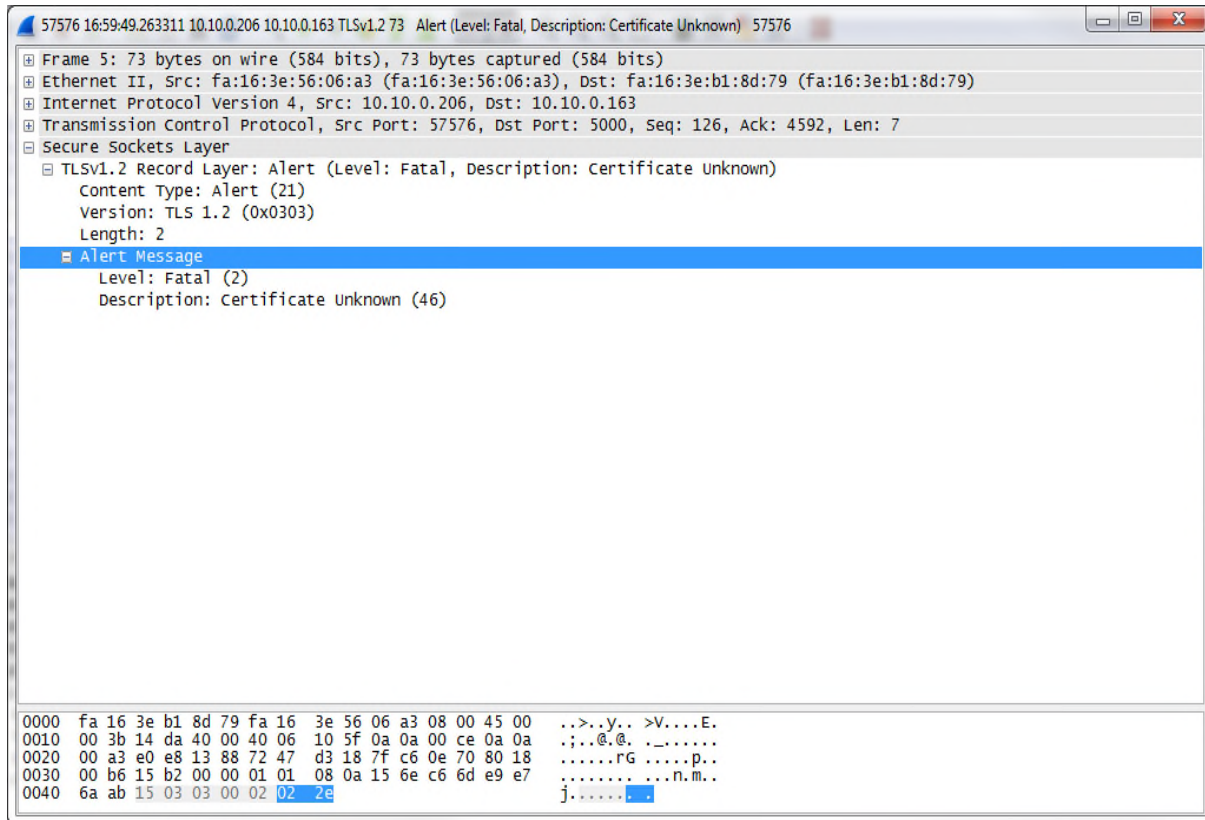 57576 16:59:49.263311 10.10.0.206 10.10.0.163 TLSv1.2 73 Alert (Level: Fatal, Description: Certificate Unknown) 57576
Frame 5: 73 bytes on wire (584 bits), 73 bytes captured (584 bits)
Ethernet II, Src: fa:16:3e:56:06:a3 (fa:16:3e:56:06:a3), Dst: fa:16:3e:b1:8d:79 (fa:16:3e:b1:8d:79)
Internet Protocol Version 4, Src: 10.10.0.206, Dst: 10.10.0.163
Transmission Control Protocol, Src Port: 57576, Dst Port: 5000, Seq: 126, Ack: 4592, Len: 7
Secure Sockets Layer
TLSv1.2 Record Layer: Alert (Level: Fatal, Description: Certificate Unknown)
Content Type: Alert (21)
Version: TLS 1.2 (0x0303)
Length: 2
Alert Message
Level: Fatal (2)
Description: Certificate Unknown (46)
0000 fa 16 3e b1 8d 79 fa 16 3e 56 06 a3 08 00 45 00 ..>..y.. >V....E.
0010 00 3b 14 da 40 00 40 06 10 5f 0a 0a 00 ce 0a 0a .;..@.@. ._......
0020 00 a3 e0 e8 13 88 72 47 d3 18 7f c6 0e 70 80 18 ......rG .....p..
0030 00 b6 15 b2 00 00 01 01 08 0a 15 6e c6 6d e9 e7 ........ ...n.m..
0040 6a ab 15 03 03 00 02 02 2e j....... .